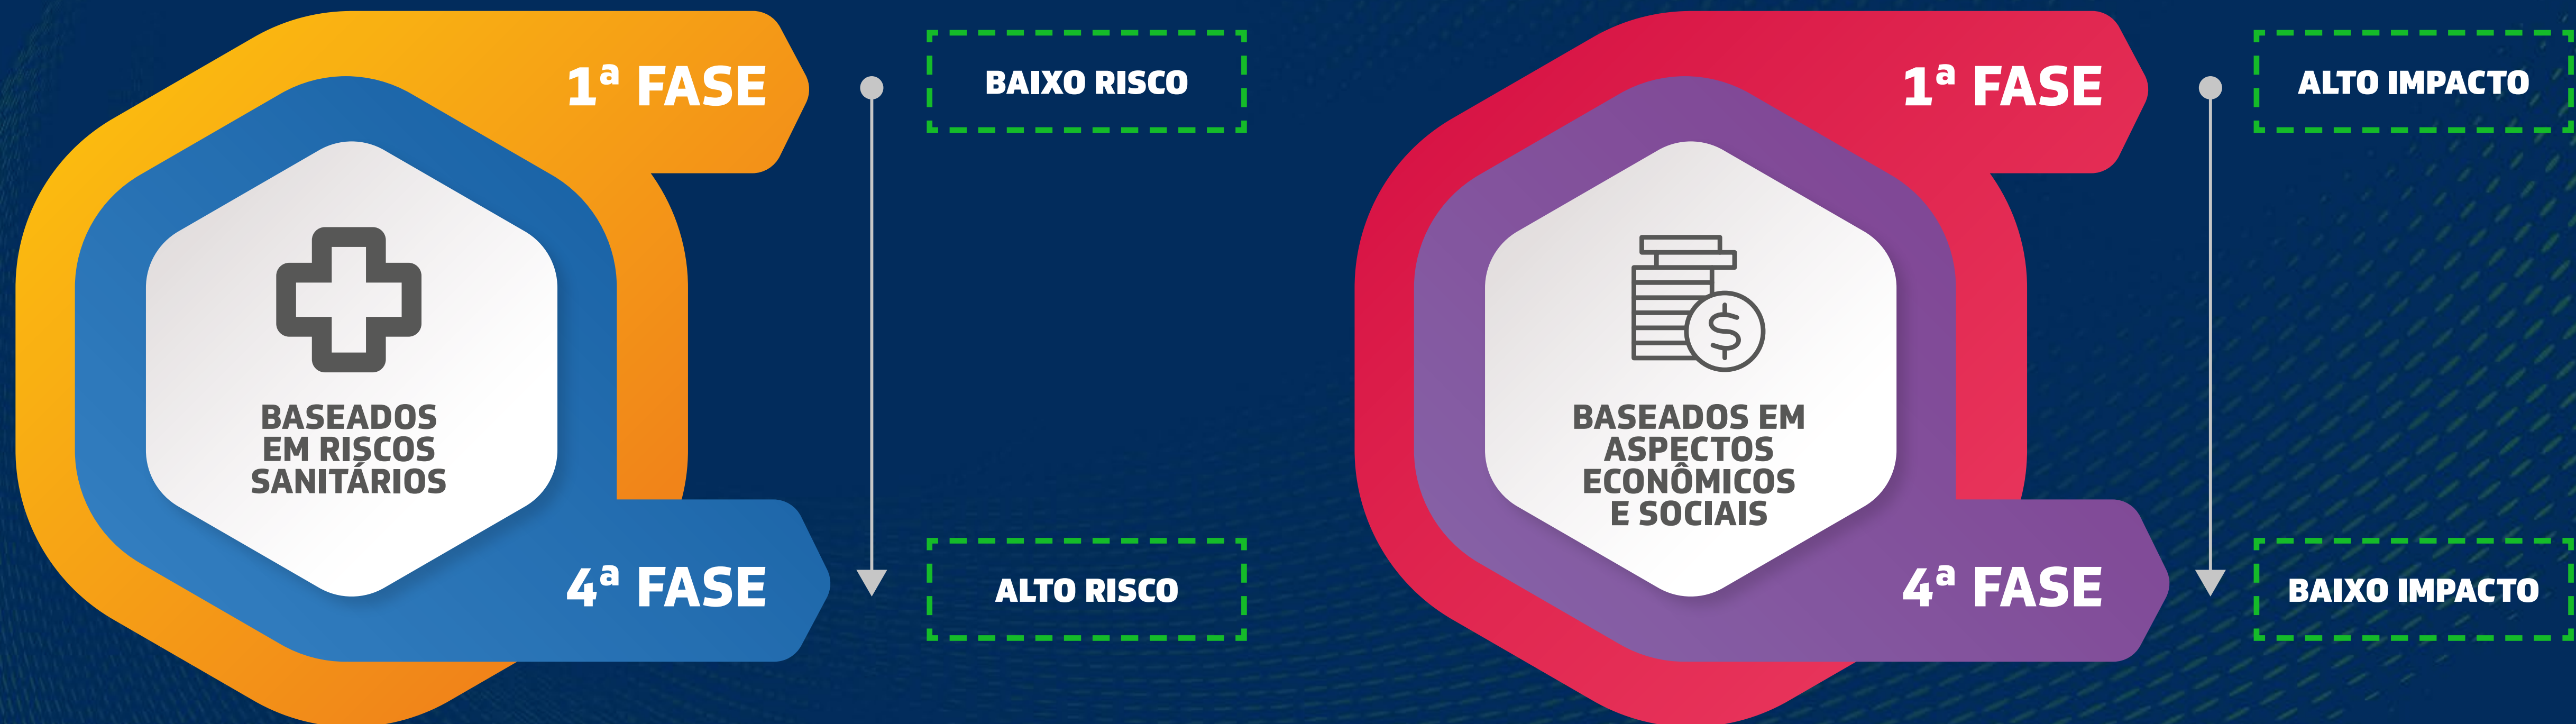 1ª FASE
BAIXO RISCO
BASEADOS
EM RISCOS
SANITÁRIOS
4ª FASE
ALTO RISCO
1ª FASE
ALTO IMPACTO
BASEADOS EM
ASPECTOS
ECONÔMICOS
E SOCIAIS
4ª FASE
BAIXO IMPACTO